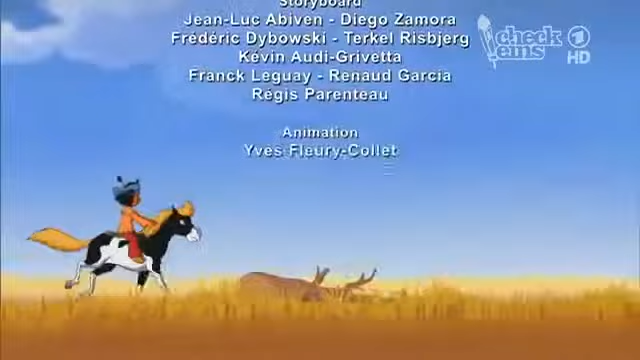 Storyboard
Jean-Luc Abiven - Diego Zamora
Frédéric Dybowski - Terkel Risbjerg
Kévin Audi-Grivetta
Franck Leguay - Renaud Garcia
Régis Parenteau
Animation
Yves Fleury-Collet
check
eins
1
HD